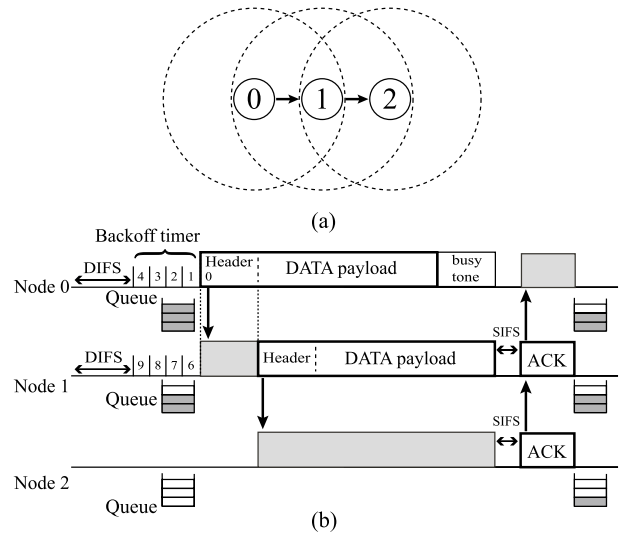 0 1 2
(a)
Backoff timer
DIFS 4 3 2 1 Header 0 DATA payload busy tone
Node 0
Queue
DIFS 9 8 7 6 Header DATA payload SIFS ACK
Node 1
Queue
SIFS ACK
Node 2
Queue
(b)